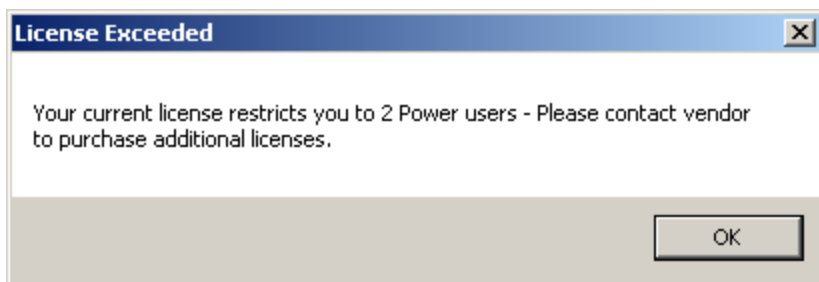 License Exceeded
Your current license restricts you to 2 Power users - Please contact vendor
to purchase additional licenses.
OK